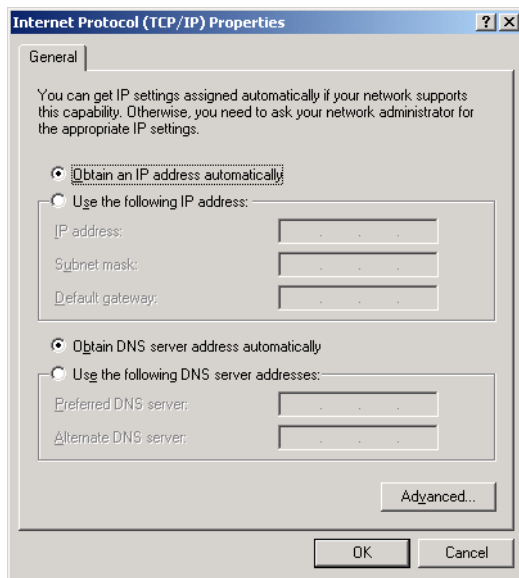 Internet Protocol (TCP/IP) Properties
General
You can get IP settings assigned automatically if your network supports
this capability. Otherwise, you need to ask your network administrator for
the appropriate IP settings.
Obtain an IP address automatically
Use the following IP address:
IP address:
Subnet mask:
Default gateway:
Obtain DNS server address automatically
Use the following DNS server addresses:
Preferred DNS server:
Alternate DNS server:
Advanced...
OK
Cancel